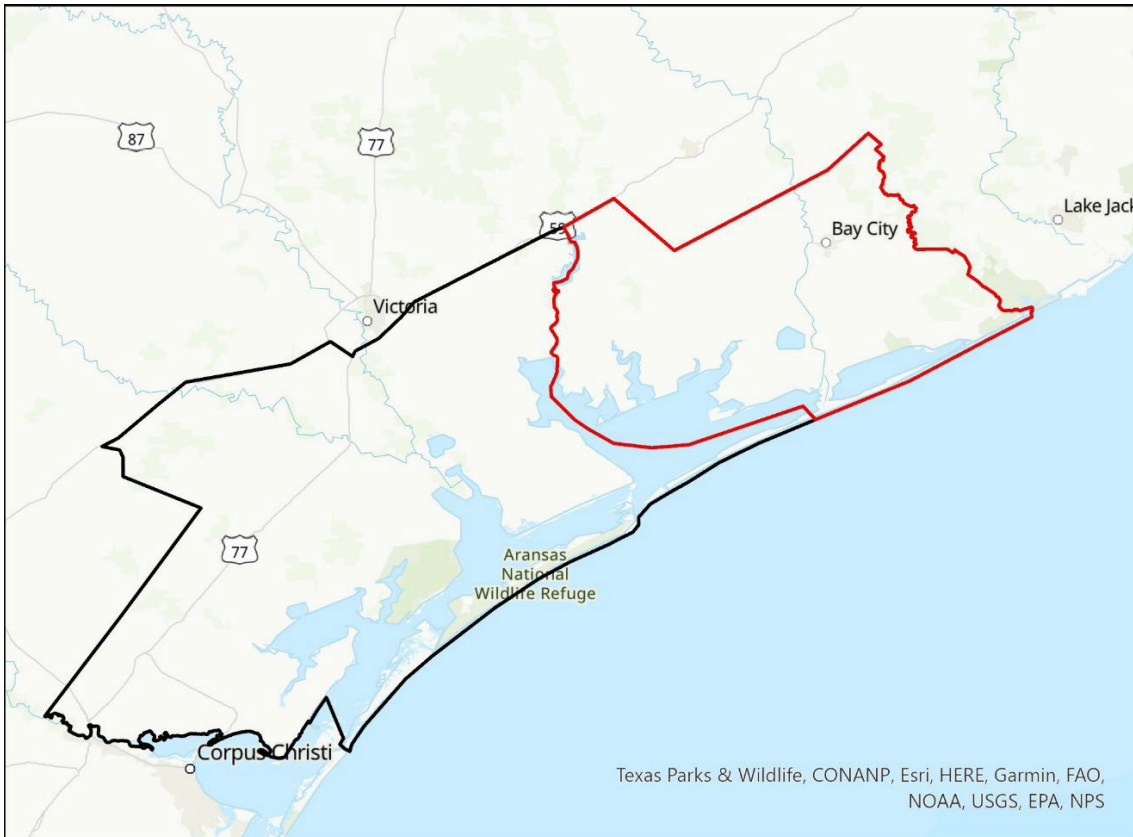 87
77
59
Lake Jack
Bay City
Victoria
77
Aransas
National
Wildlife Refuge
Corpus Christi
Texas Parks & Wildlife, CONANP, Esri, HERE, Garmin, FAO,
NOAA, USGS, EPA, NPS